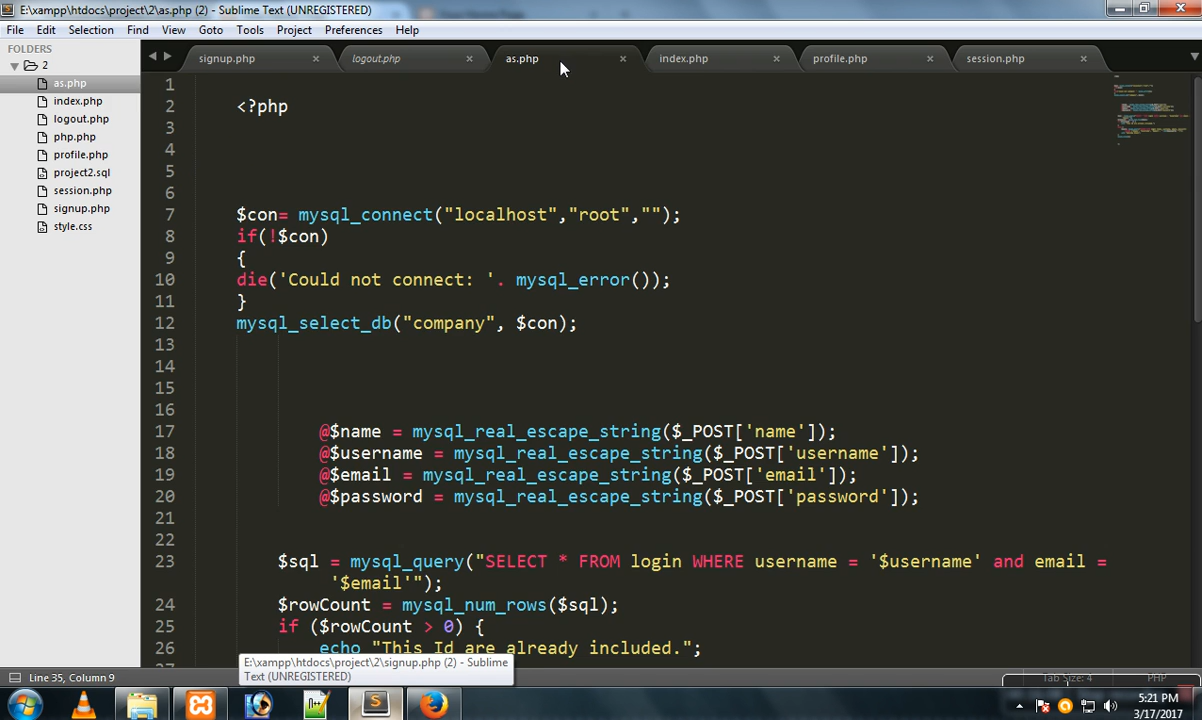 E:\xampp\htdocs\project\2\as.php (2) - Sublime Text (UNREGISTERED)
File Edit Selection Find View Goto Tools Project Preferences Help
FOLDERS
2
as.php
index.php
logout.php
php.php
profile.php
project2.sql
session.php
signup.php
style.css
signup.php × logout.php × as.php × index.php × profile.php × session.php ×
1
2 <?php
3
4
5
6
7 $con= mysql_connect("localhost","root","");
8 if(!$con)
9 {
10 die('Could not connect: '. mysql_error());
11 }
12 mysql_select_db("company", $con);
13
14
15
16
17 @$name = mysql_real_escape_string($_POST['name']);
18 @$username = mysql_real_escape_string($_POST['username']);
19 @$email = mysql_real_escape_string($_POST['email']);
20 @$password = mysql_real_escape_string($_POST['password']);
21
22
23 $sql = mysql_query("SELECT * FROM login WHERE username = '$username' and email =
'$email'");
24 $rowCount = mysql_num_rows($sql);
25 if ($rowCount > 0) {
26 echo "This Id are already included.";
E:\xampp\htdocs\project\2\signup.php (2) - Sublime
Text (UNREGISTERED)
Line 35, Column 9
Tab Size: 4 PHP
5:21 PM
3/17/2017